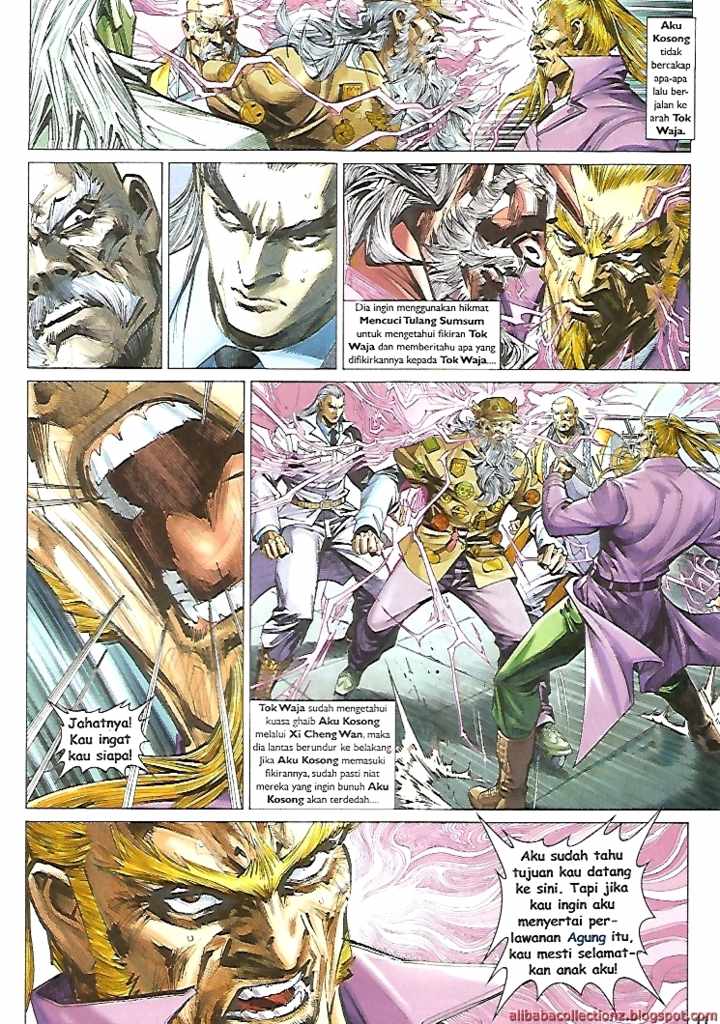 Aku
Kosong
tidak
bercakap
apa-apa
lalu ber-
jalan ke
arah Tok
Waja.
Dia ingin menggunakan hikmat
Mencuci Tulang Sumsum
untuk mengetahui fikiran Tok
Waja dan memberitahu apa yang
difikirkannya kepada Tok Waja....
Jahatnya!
Kau ingat
kau siapa!
Tok Waja sudah mengetahui
kuasa ghaib Aku Kosong
melalui Xi Cheng Wan, maka
dia lantas berundur ke belakang.
Jika Aku Kosong memasuki
fikirannya, sudah pasti niat
mereka yang ingin bunuh Aku
Kosong akan terdedah....
Aku sudah tahu
tujuan kau datang
ke sini. Tapi jika
kau ingin aku
menyertai per-
lawanan Agung itu,
kau mesti selamat-
kan anak aku!
alibabacollectionz.blogspot.com